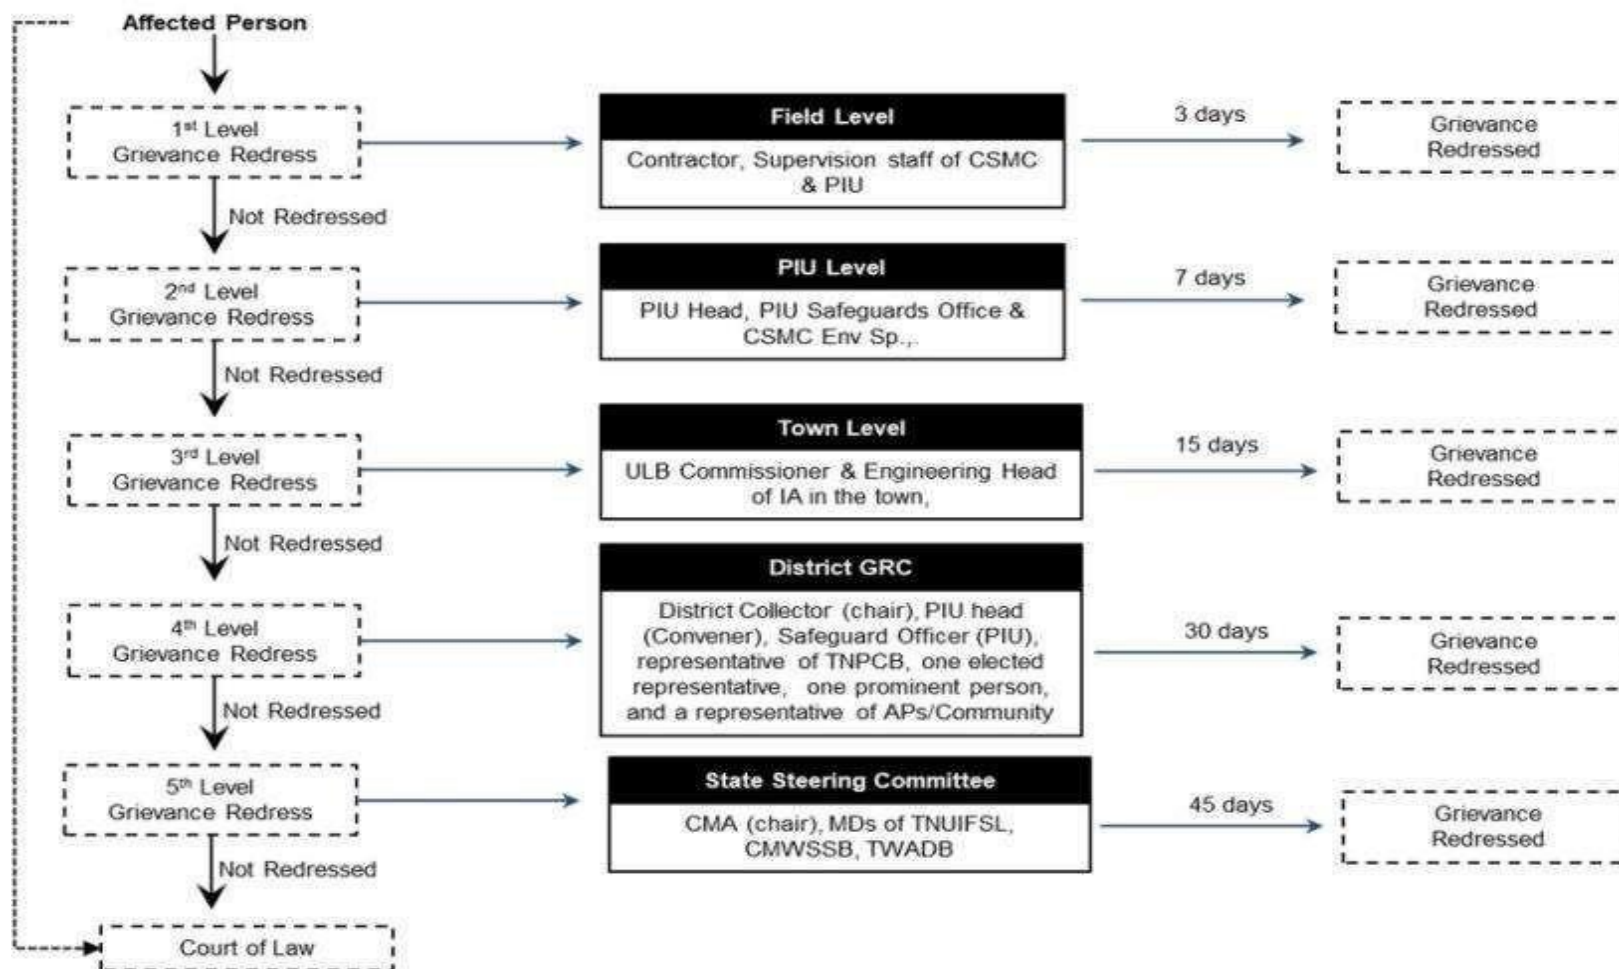 Affected Person
1st Level
Grievance Redress
Field Level
Contractor, Supervision staff of CSMC
& PIU
3 days
Grievance
Redressed
Not Redressed
2nd Level
Grievance Redress
PIU Level
PIU Head, PIU Safeguards Office &
CSMC Env Sp.,.
7 days
Grievance
Redressed
Not Redressed
3rd Level
Grievance Redress
Town Level
ULB Commissioner & Engineering Head
of IA in the town,
15 days
Grievance
Redressed
Not Redressed
4th Level
Grievance Redress
District GRC
District Collector (chair), PIU head
(Convener), Safeguard Officer (PIU),
representative of TNPCB, one elected
representative, one prominent person,
and a representative of APs/Community
30 days
Grievance
Redressed
Not Redressed
5th Level
Grievance Redress
State Steering Committee
CMA (chair), MDs of TNUIFSL,
CMWSSB, TWADB
45 days
Grievance
Redressed
Not Redressed
Court of Law